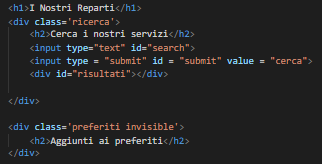 <h1>I Nostri Reparti</h1>
<div class='ricerca'>
<h2>Cerca i nostri servizi</h2>
<input type="text" id="search">
<input type = "submit" id = "submit" value = "cerca">
<div id="risultati"></div>
</div>
<div class='preferiti invisible'>
<h2>Aggiunti ai preferiti</h2>
</div>